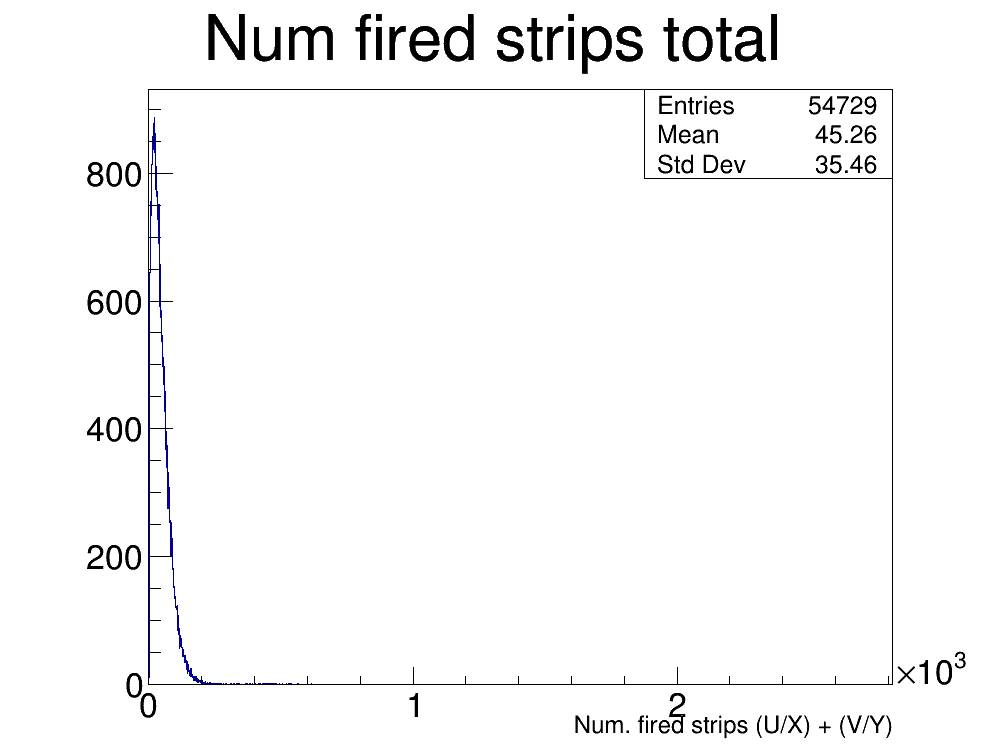 Num fired strips total
Entries 54729
Mean 45.26
Std Dev 35.46
800
600
400
200
0
0 1 2
×10³
Num. fired strips (U/X) + (V/Y)